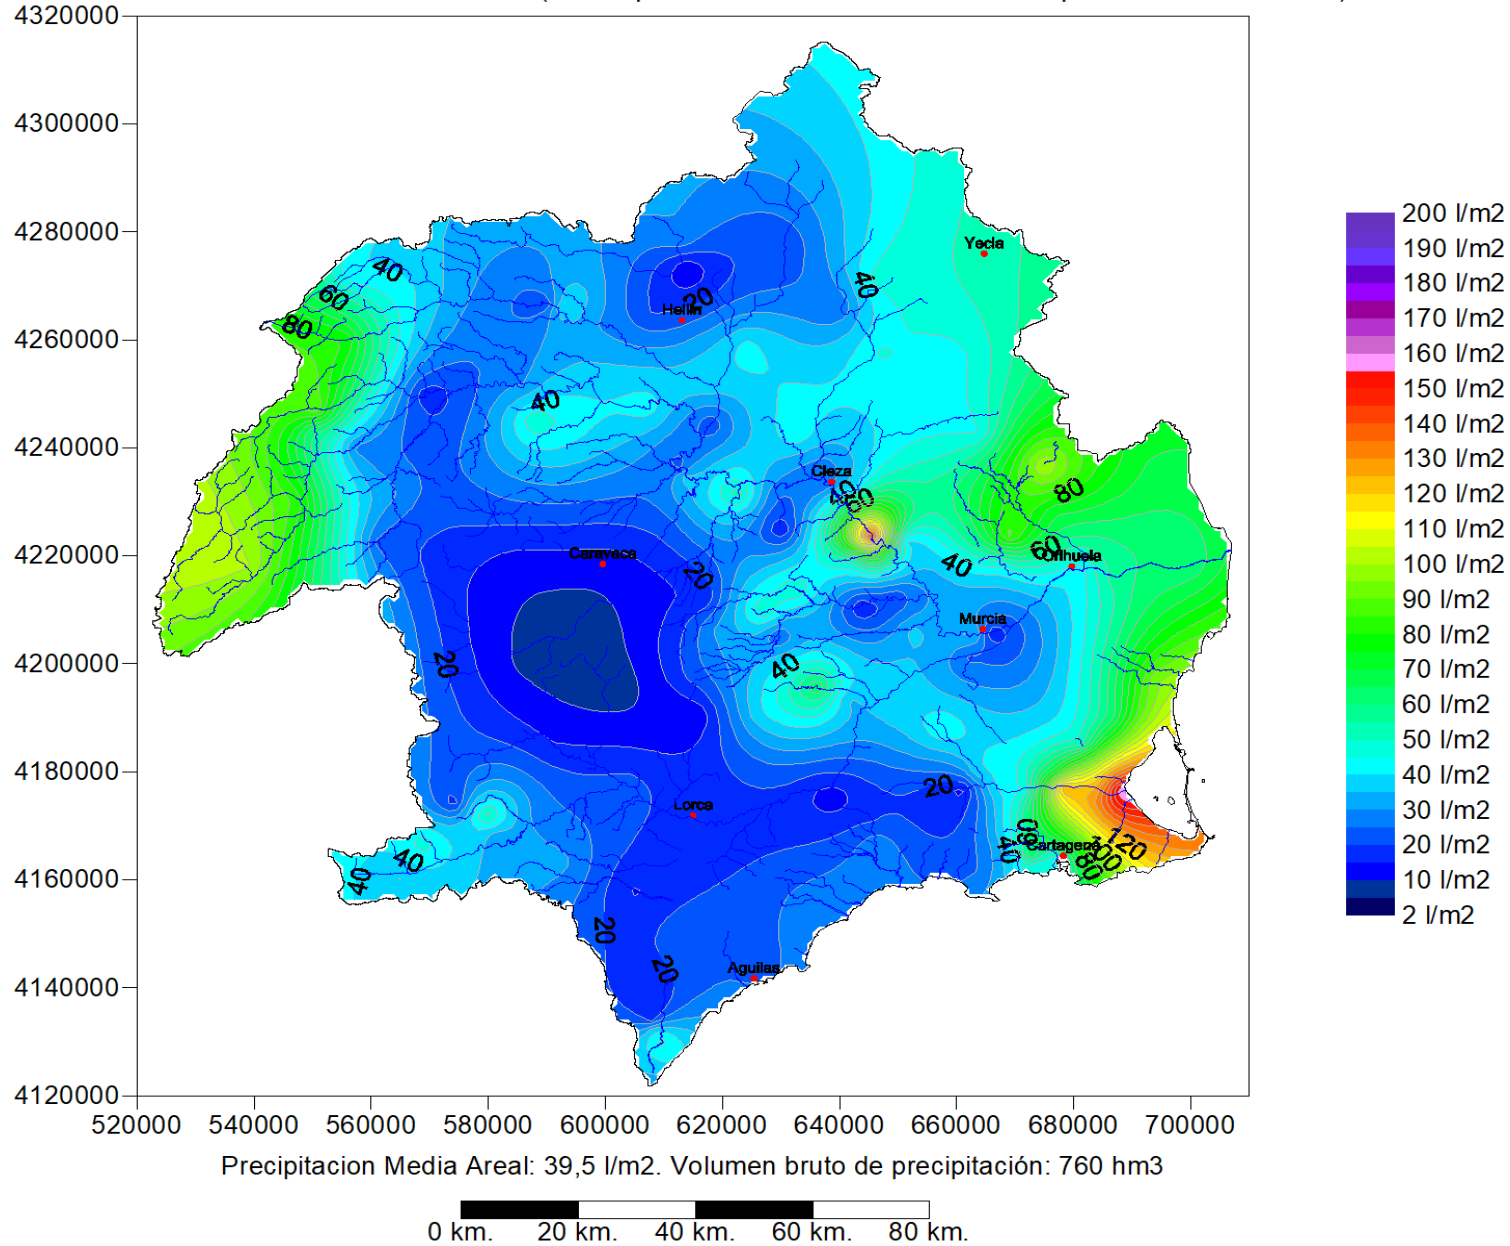 4320000
4300000
4280000
4260000
4240000
4220000
4200000
4180000
4160000
4140000
4120000
520000 540000 560000 580000 600000 620000 640000 660000 680000 700000
40
60
80
40
20
Hellín
40
Yecla
Cieza
40
60
80
60
Orihuela
40
Caravaca
20
20
Murcia
40
20
Lorca
40
60
Cartagena
120
100
80
40
40
20
20
Aguilas
200 l/m2
190 l/m2
180 l/m2
170 l/m2
160 l/m2
150 l/m2
140 l/m2
130 l/m2
120 l/m2
110 l/m2
100 l/m2
90 l/m2
80 l/m2
70 l/m2
60 l/m2
50 l/m2
40 l/m2
30 l/m2
20 l/m2
10 l/m2
2 l/m2
Precipitacion Media Areal: 39,5 l/m2. Volumen bruto de precipitación: 760 hm3
0 km. 20 km. 40 km. 60 km. 80 km.